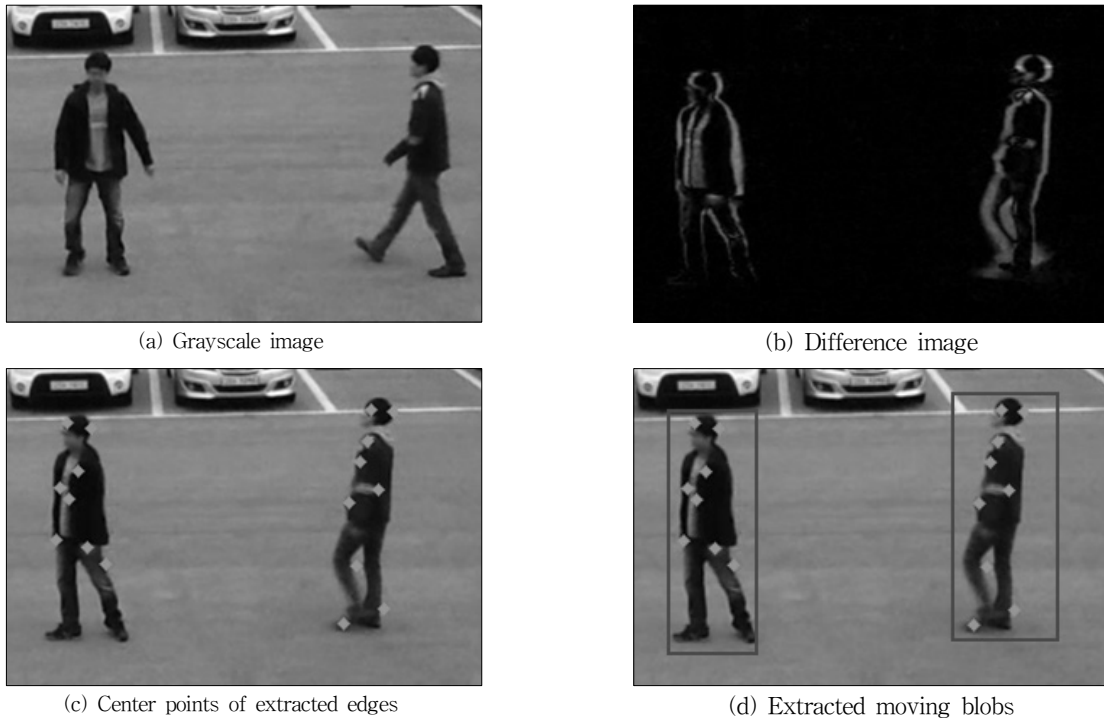 (a) Grayscale image
(b) Difference image
(c) Center points of extracted edges
(d) Extracted moving blobs